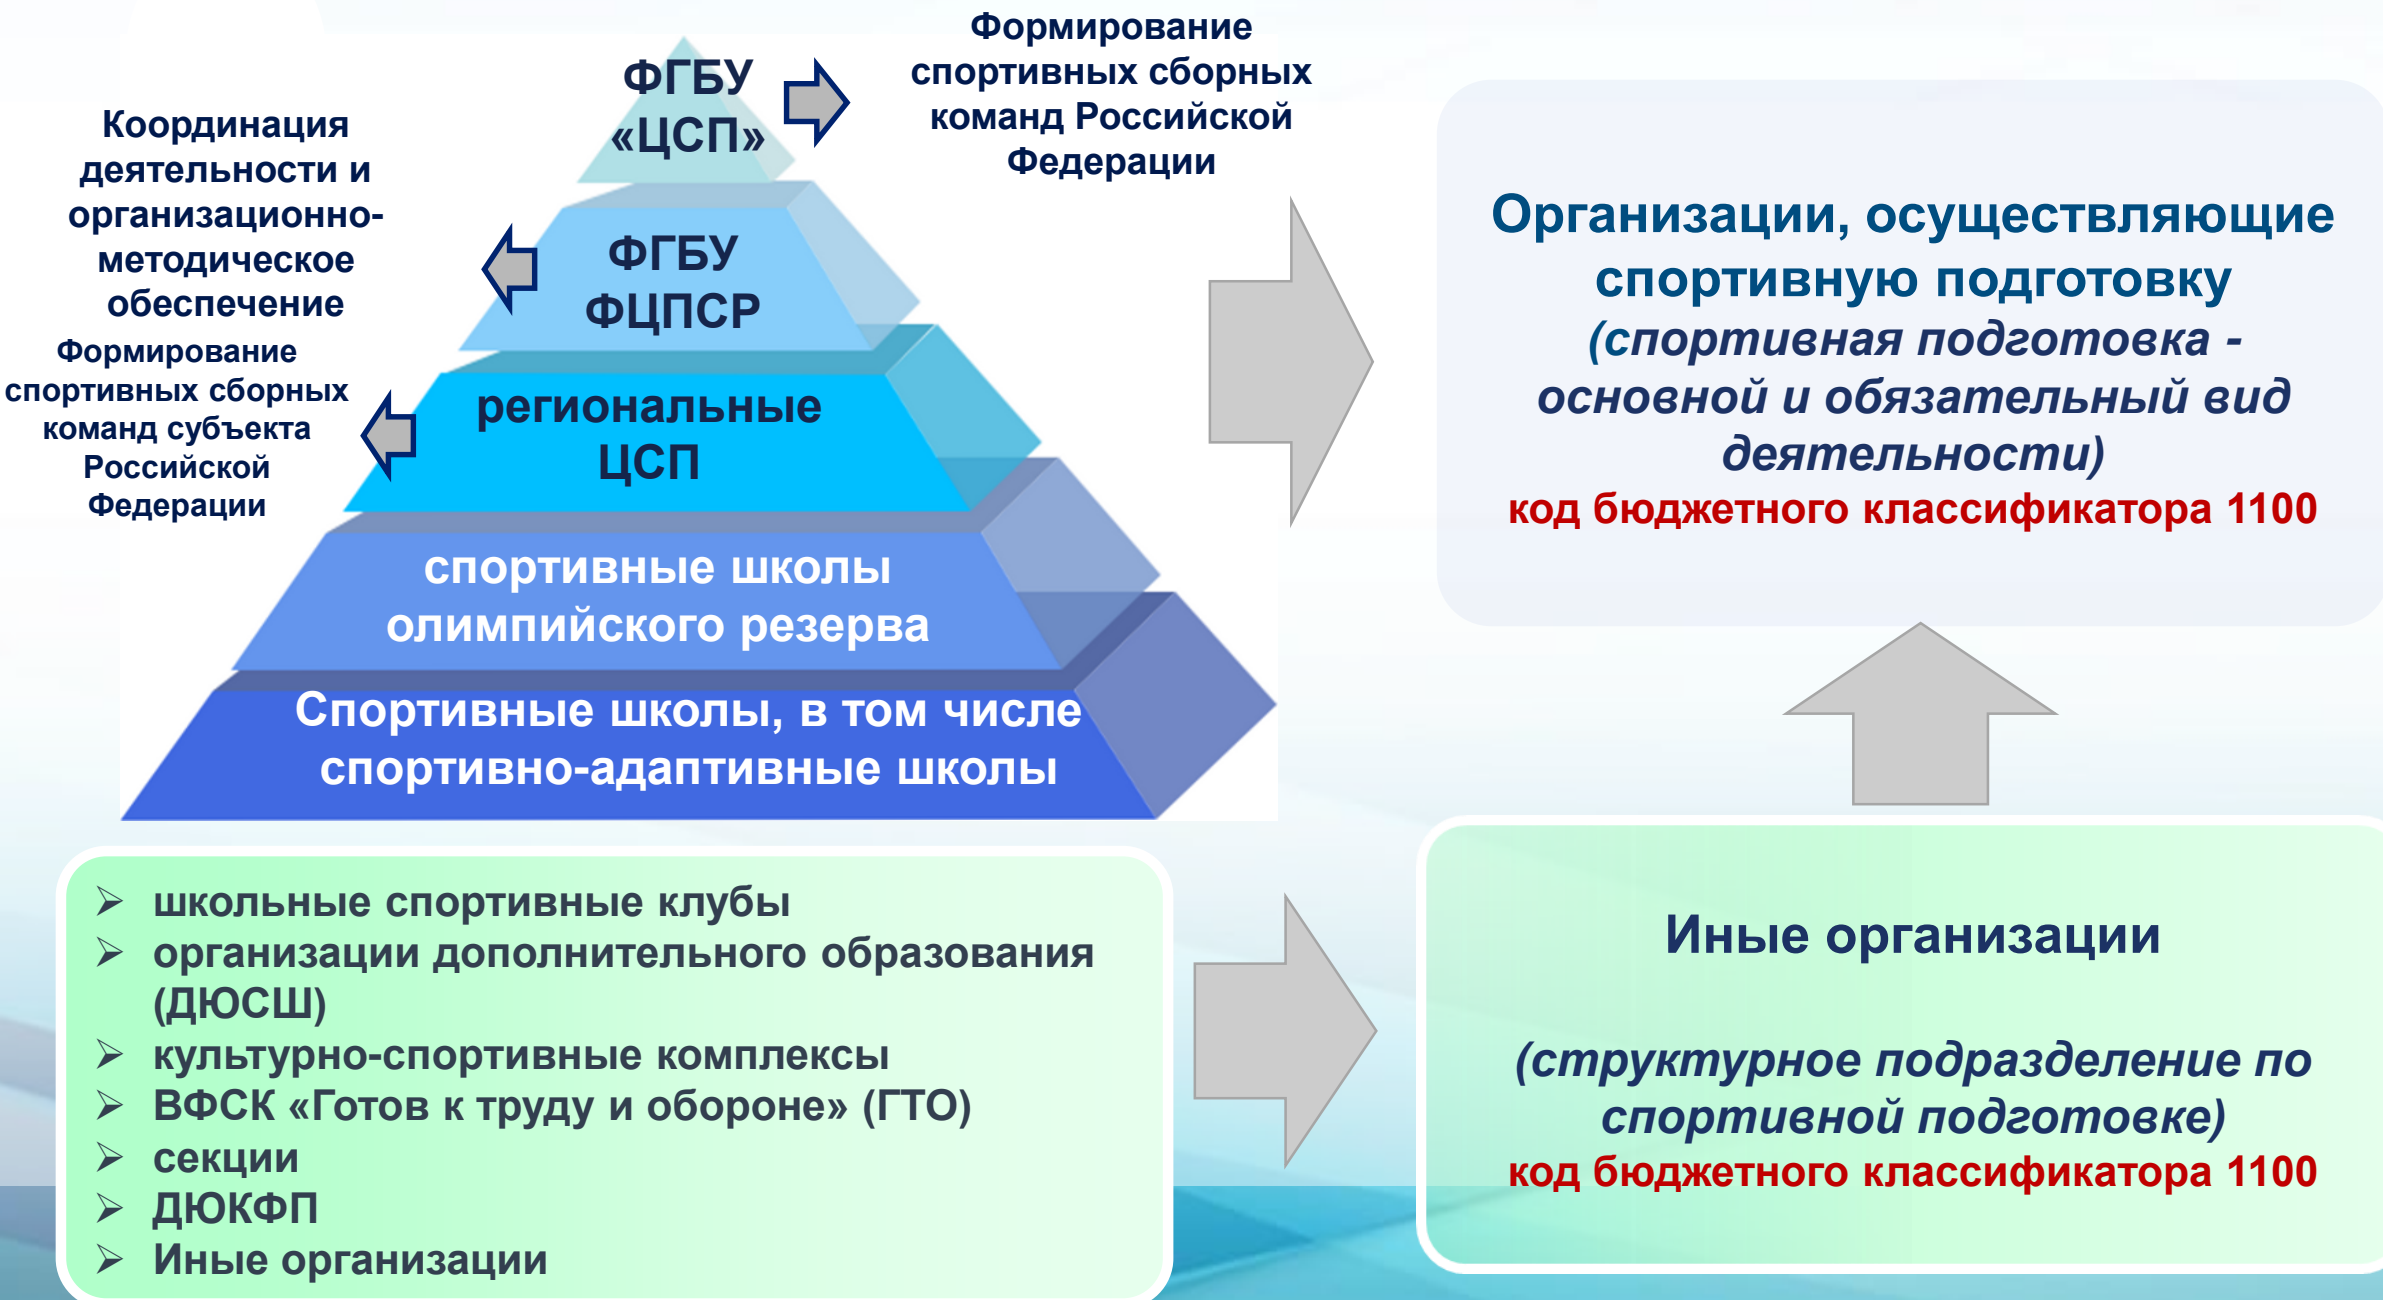 Формирование
спортивных сборных
команд Российской
Федерации
ФГБУ
«ЦСП»
Координация
деятельности и
организационно-
методическое
обеспечение
ФГБУ
ФЦПСР
Формирование
спортивных сборных
команд субъекта
Российской
Федерации
региональные
ЦСП
спортивные школы
олимпийского резерва
Спортивные школы, в том числе
спортивно-адаптивные школы
Организации, осуществляющие
спортивную подготовку
(спортивная подготовка -
основной и обязательный вид
деятельности)
код бюджетного классификатора 1100
➢ школьные спортивные клубы
➢ организации дополнительного образования
(ДЮСШ)
➢ культурно-спортивные комплексы
➢ ВФСК «Готов к труду и обороне» (ГТО)
➢ секции
➢ ДЮКФП
➢ Иные организации
Иные организации
(структурное подразделение по
спортивной подготовке)
код бюджетного классификатора 1100